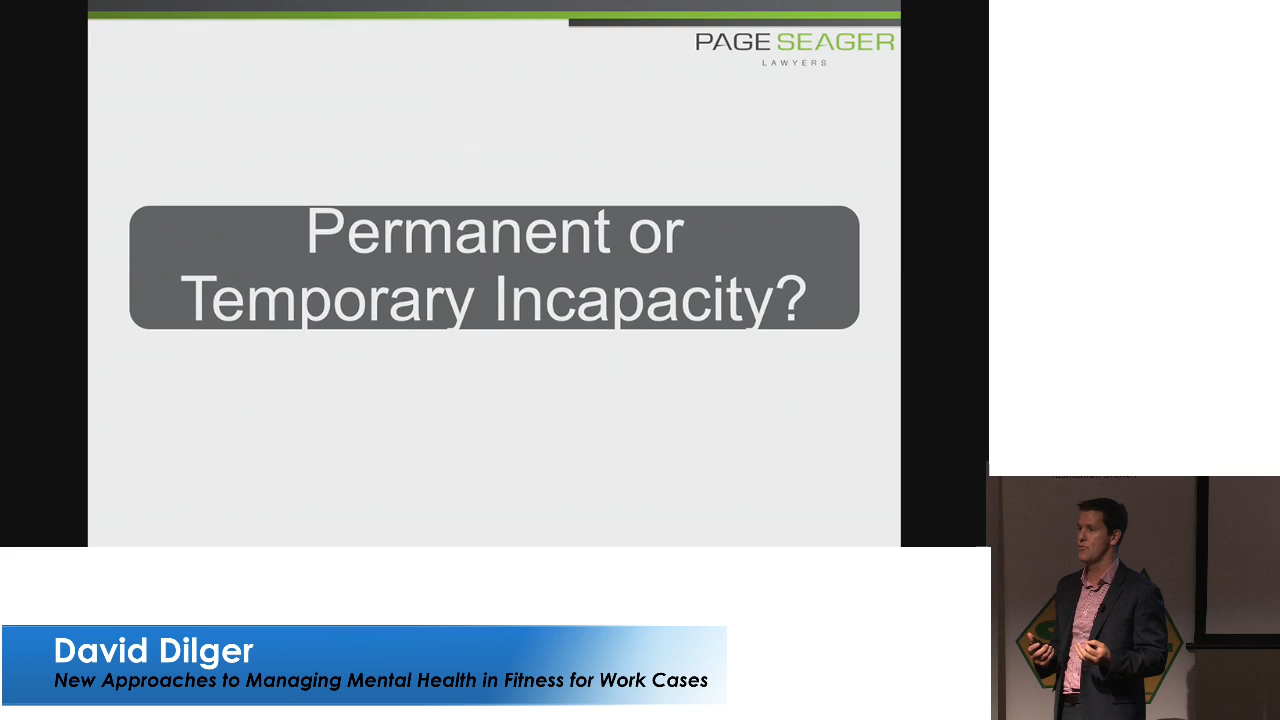 PAGE SEAGER
LAWYERS
Permanent or
Temporary Incapacity?
David Dilger
New Approaches to Managing Mental Health in Fitness for Work Cases